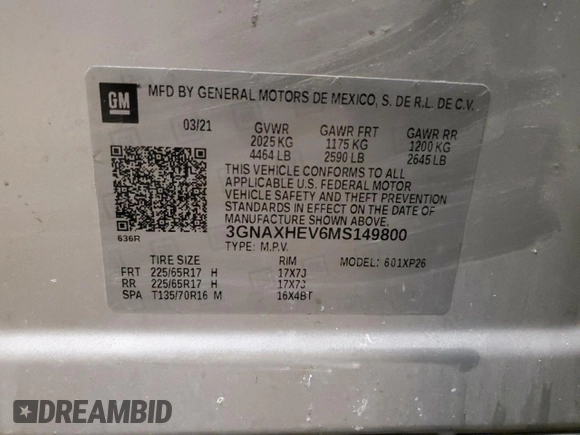 GM
MFD BY GENERAL MOTORS DE MEXICO, S. DE R.L. DE C.V.
03/21 GVWR GAWR FRT GAWR RR
2025 KG 1175 KG 1200 KG
4464 LB 2590 LB 2645 LB
THIS VEHICLE CONFORMS TO ALL
APPLICABLE U.S. FEDERAL MOTOR
VEHICLE SAFETY AND THEFT PREVENTION
STANDARDS IN EFFECT ON THE DATE OF
MANUFACTURE SHOWN ABOVE.
636R
3GNAXHEV6MS149800
TYPE: M.P.V.
TIRE SIZE RIM MODEL: 601XP26
FRT 225/65R17 H 17X7J
RR 225/65R17 H 17X7J
SPA T135/70R16 M 16X4BT
DREAMBID